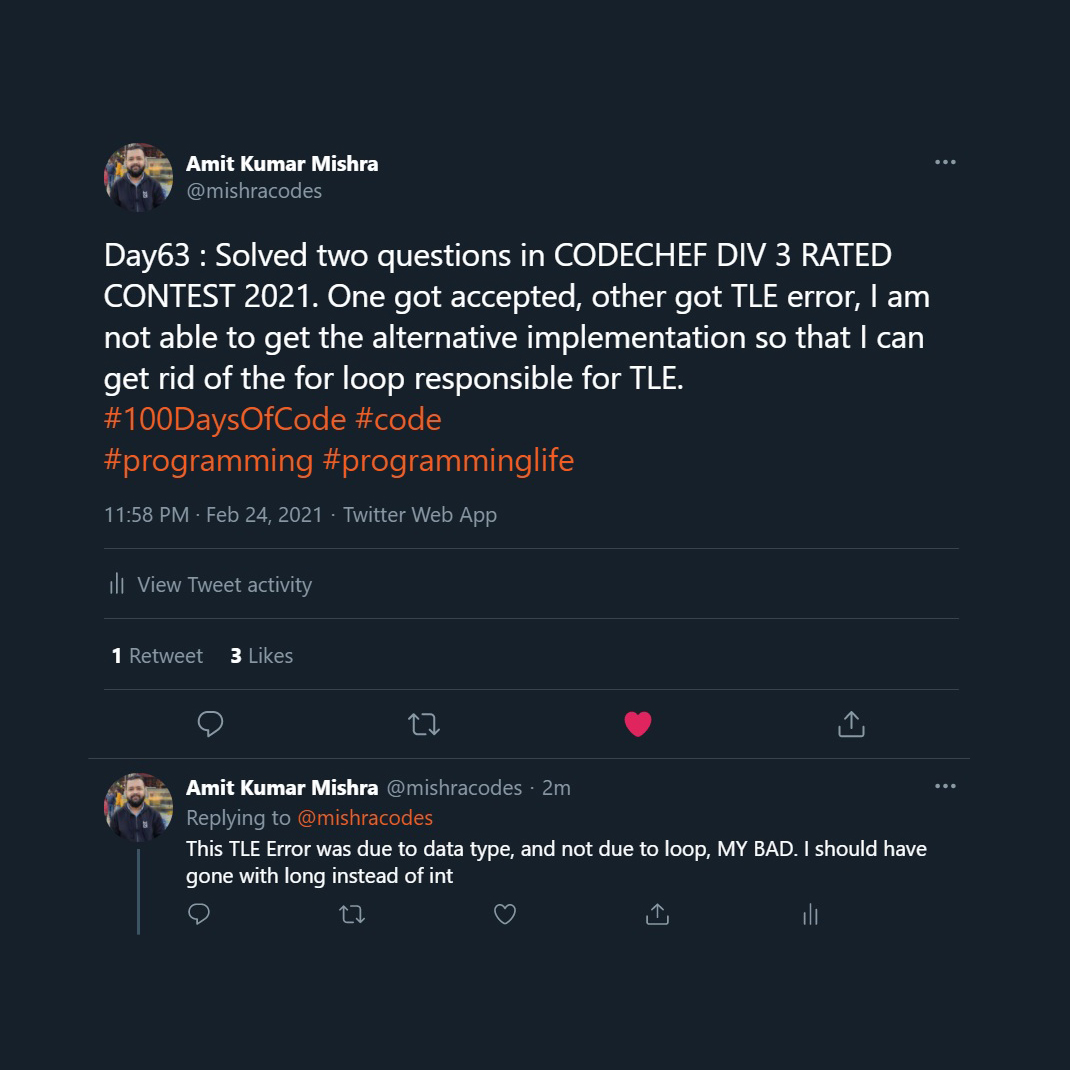 Amit Kumar Mishra
@mishracodes
Day63 : Solved two questions in CODECHEF DIV 3 RATED
CONTEST 2021. One got accepted, other got TLE error, I am
not able to get the alternative implementation so that I can
get rid of the for loop responsible for TLE.
#100DaysOfCode #code
#programming #programminglife
11:58 PM · Feb 24, 2021 · Twitter Web App
View Tweet activity
1 Retweet 3 Likes
Amit Kumar Mishra @mishracodes · 2m
Replying to @mishracodes
This TLE Error was due to data type, and not due to loop, MY BAD. I should have
gone with long instead of int